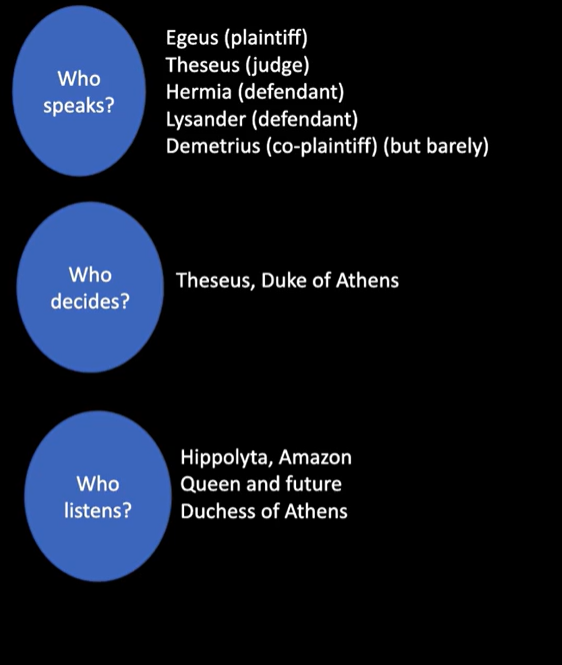 Who
speaks?
Egeus (plaintiff)
Theseus (judge)
Hermia (defendant)
Lysander (defendant)
Demetrius (co-plaintiff) (but barely)
Who
decides?
Theseus, Duke of Athens
Who
listens?
Hippolyta, Amazon
Queen and future
Duchess of Athens